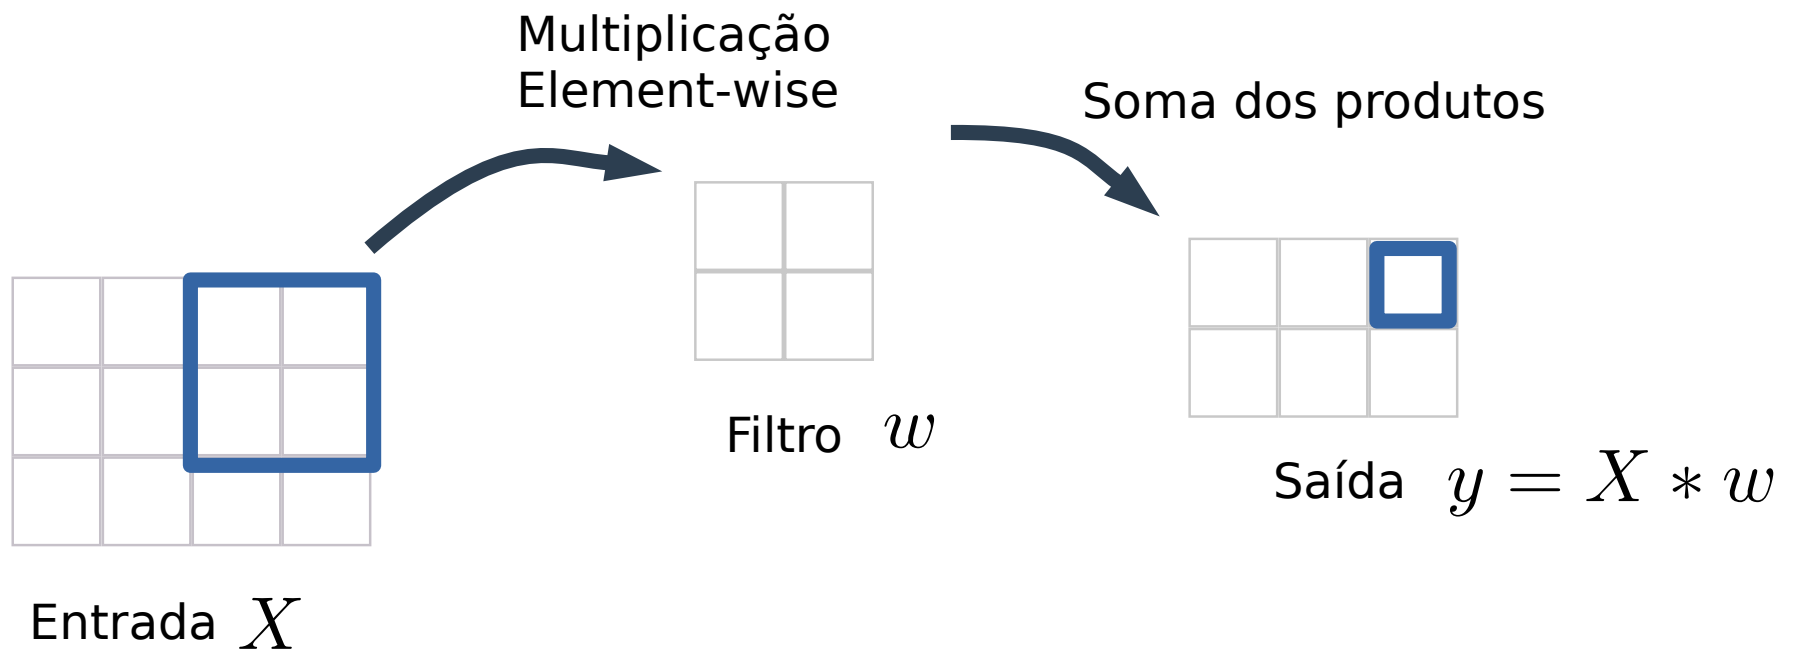 Multiplicação
Element-wise
Soma dos produtos
Filtro w
Saída y = X * w
Entrada X